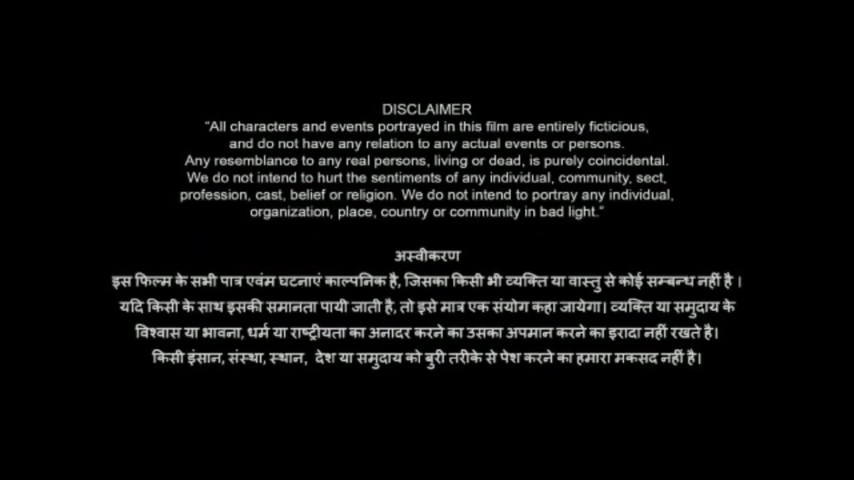 DISCLAIMER
"All characters and events portrayed in this film are entirely ficticious,
and do not have any relation to any actual events or persons.
Any resemblance to any real persons, living or dead, is purely coincidental.
We do not intend to hurt the sentiments of any individual, community, sect,
profession, cast, belief or religion. We do not intend to portray any individual,
organization, place, country or community in bad light."
अस्वीकरण
इस फिल्म के सभी पात्र एवंम घटनाएं काल्पनिक है, जिसका किसी भी व्यक्ति या वास्तु से कोई सम्बन्ध नहीं है ।
यदि किसी के साथ इसकी समानता पायी जाती है, तो इसे मात्र एक संयोग कहा जायेगा। व्यक्ति या समुदाय के
विश्वास या भावना, धर्म या राष्ट्रीयता का अनादर करने का उसका अपमान करने का इरादा नहीं रखते है।
किसी इंसान, संस्था, स्थान, देश या समुदाय को बुरी तरीके से पेश करने का हमारा मकसद नहीं है।